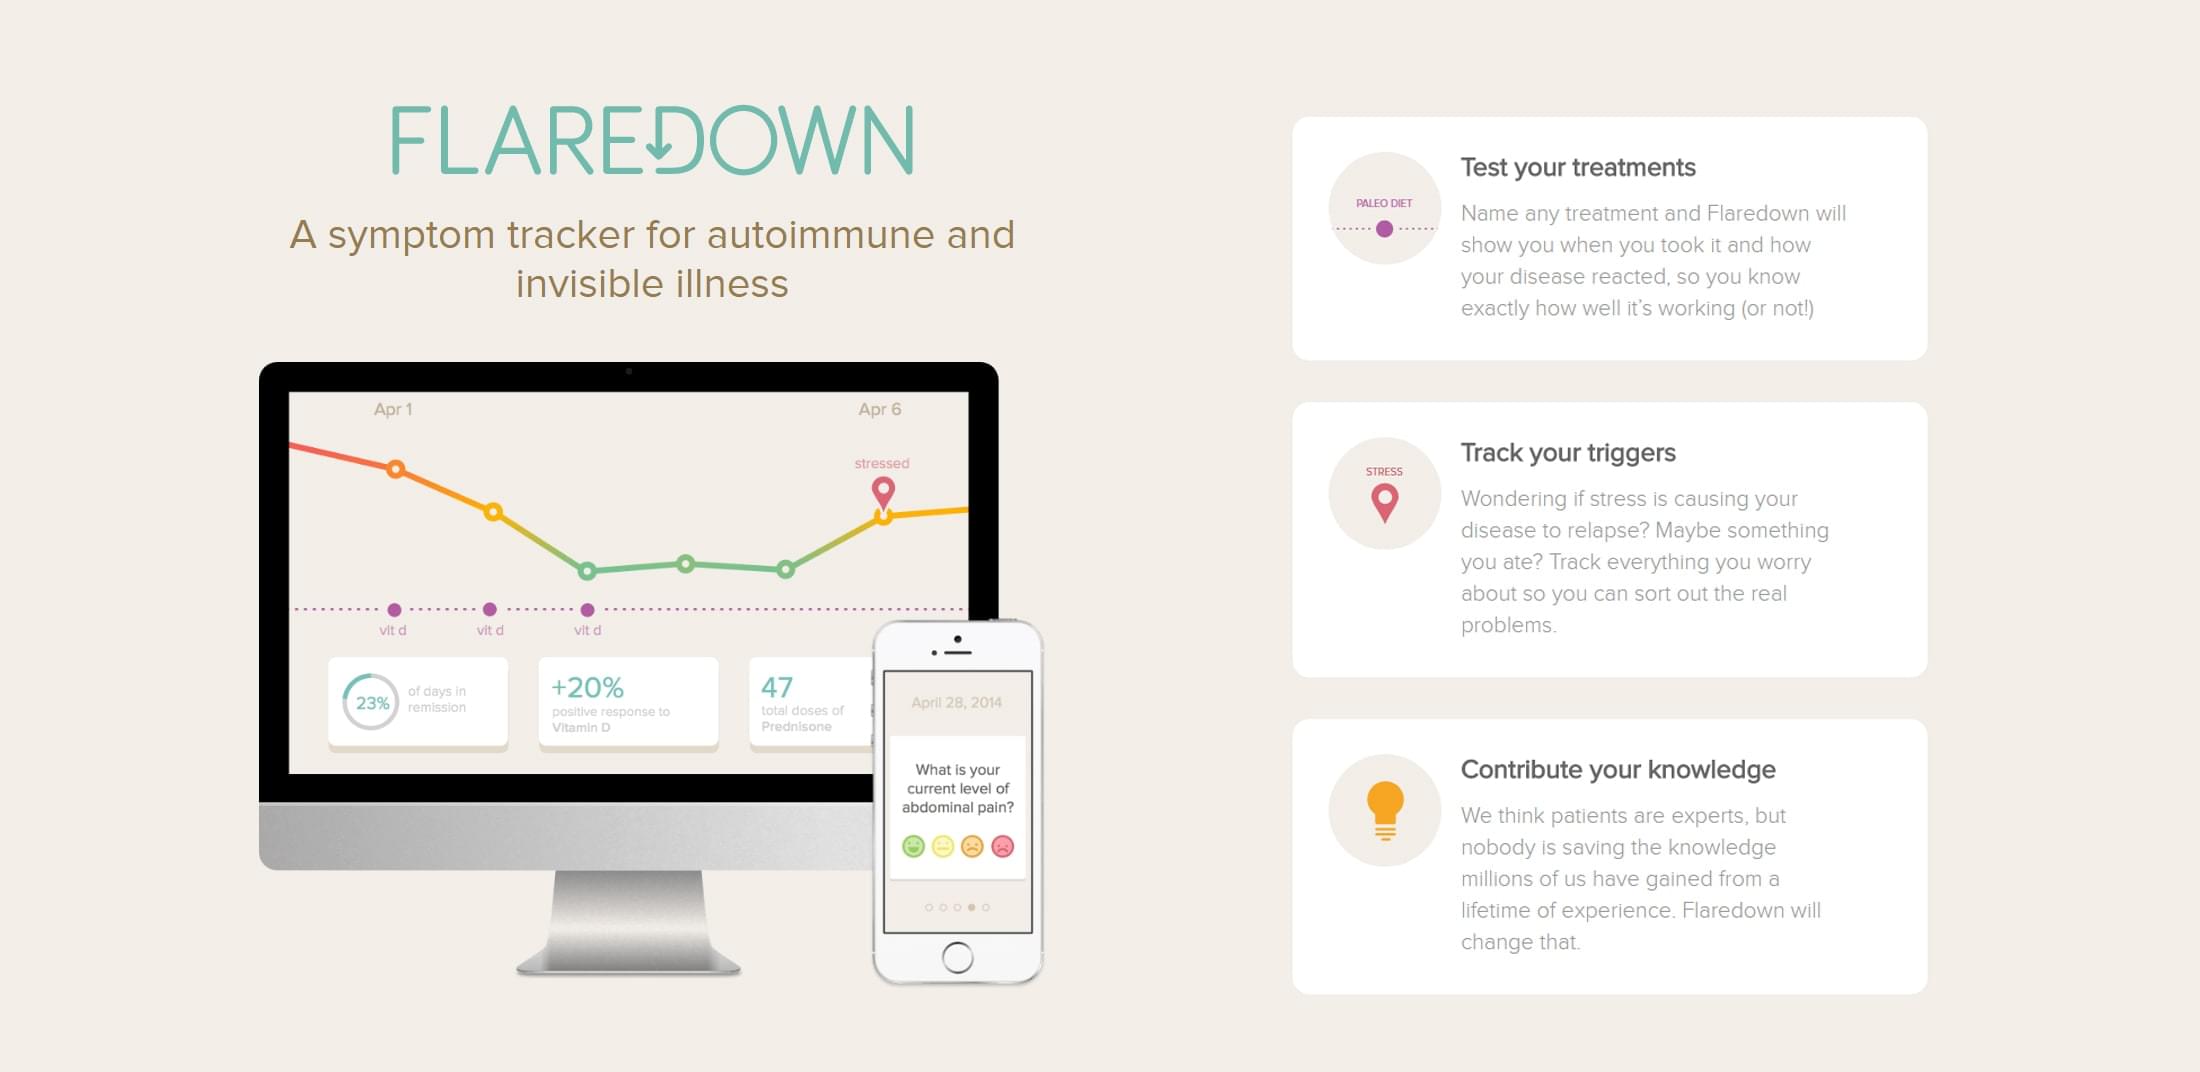 FLAREDOWN
A symptom tracker for autoimmune and
invisible illness
Apr 1
Apr 6
stressed
vit d
vit d
vit d
23%
of days in
remission
+20%
positive response to
Vitamin D
47
total doses of
Prednisone
April 28, 2014
What is your
current level of
abdominal pain?
PALEO DIET
Test your treatments
Name any treatment and Flaredown will
show you when you took it and how
your disease reacted, so you know
exactly how well it’s working (or not!)
STRESS
Track your triggers
Wondering if stress is causing your
disease to relapse? Maybe something
you ate? Track everything you worry
about so you can sort out the real
problems.
Contribute your knowledge
We think patients are experts, but
nobody is saving the knowledge
millions of us have gained from a
lifetime of experience. Flaredown will
change that.